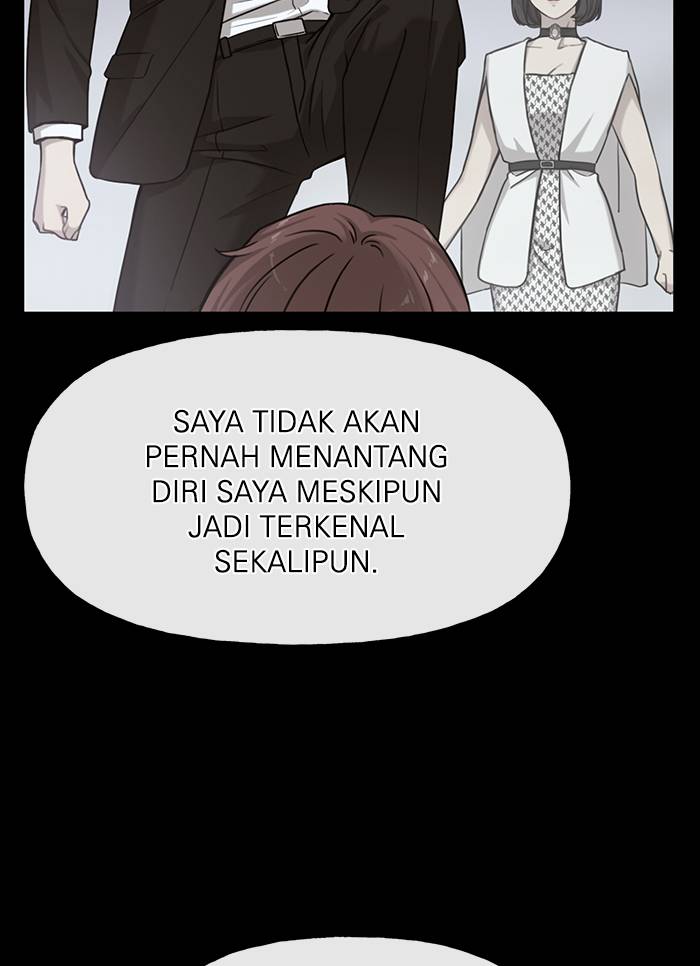 SAYA TIDAK AKAN
PERNAH MENANTANG
DIRI SAYA MESKIPUN
JADI TERKENAL
SEKALIPUN.